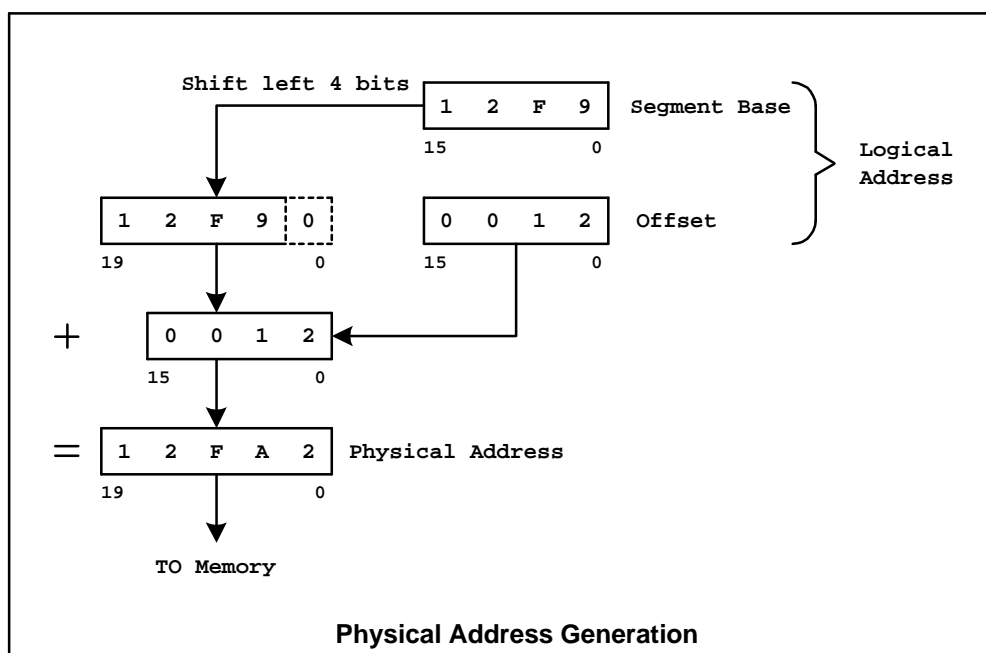 Shift left 4 bits
1 2 F 9 Segment Base
15 0
Logical
Address
1 2 F 9 0
19 0
0 0 1 2 Offset
15 0
+ 0 0 1 2
15 0
= 1 2 F A 2 Physical Address
19 0
TO Memory
Physical Address Generation